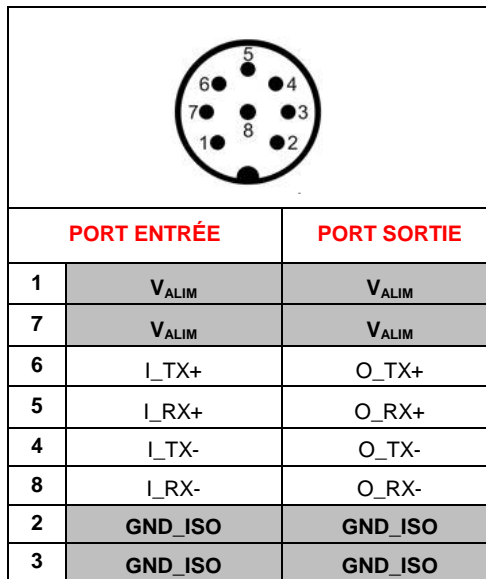 5
6 4
7 3
8
1 2
PORT ENTRÉE PORT SORTIE
1 VALIM VALIM
7 VALIM VALIM
6 I_TX+ O_TX+
5 I_RX+ O_RX+
4 I_TX- O_TX-
8 I_RX- O_RX-
2 GND_ISO GND_ISO
3 GND_ISO GND_ISO